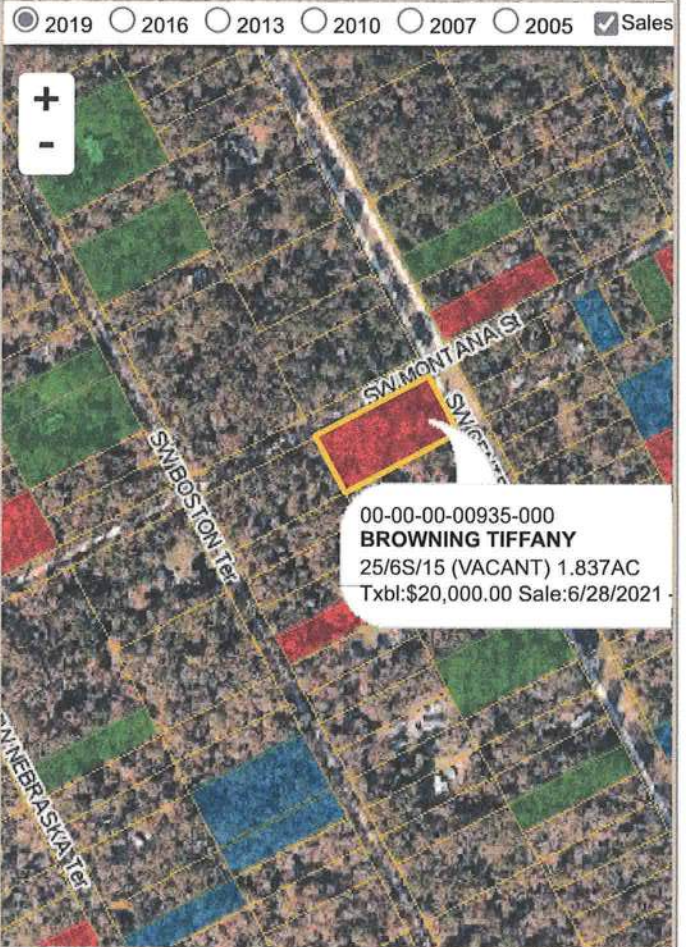 2019 2016 2013 2010 2007 2005 Sales
+
-
SW MONTANA St
SW
SW BOSTON Ter
00-00-00-00935-000
BROWNING TIFFANY
25/6S/15 (VACANT) 1.837AC
Txbl:$20,000.00 Sale:6/28/2021 -
NEBRASKA Ter